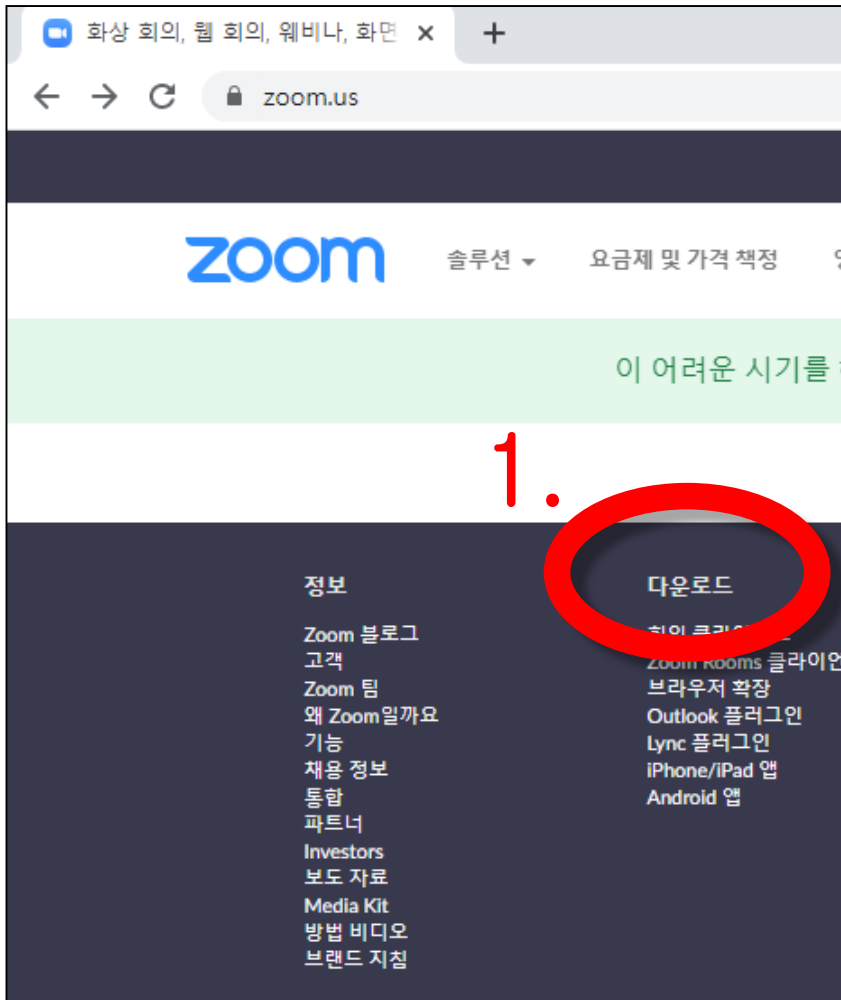 화상 회의, 웹 회의, 웨비나, 화면
zoom.us
zoom
솔루션 요금제 및 가격 책정
이 어려운 시기를
1.
정보
Zoom 블로그
고객
Zoom 팀
왜 Zoom일까요
기능
채용 정보
통합
파트너
Investors
보도 자료
Media Kit
방법 비디오
브랜드 지침
다운로드
회의
Zoom Rooms 클라이언
브라우저 확장
Outlook 플러그인
Lync 플러그인
iPhone/iPad 앱
Android 앱